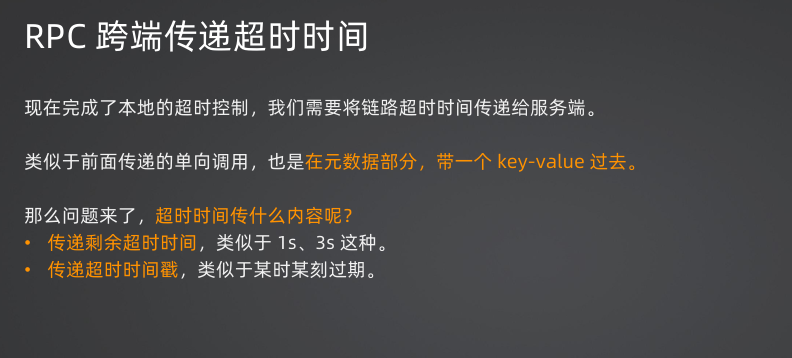 RPC 跨端传递超时时间
现在完成了本地的超时控制，我们需要将链路超时时间传递给服务端。
类似于前面传递的单向调用，也是在元数据部分，带一个 key-value 过去。
那么问题来了，超时时间传什么内容呢？
• 传递剩余超时时间，类似于 1s、3s 这种。
• 传递超时时间戳，类似于某时某刻过期。